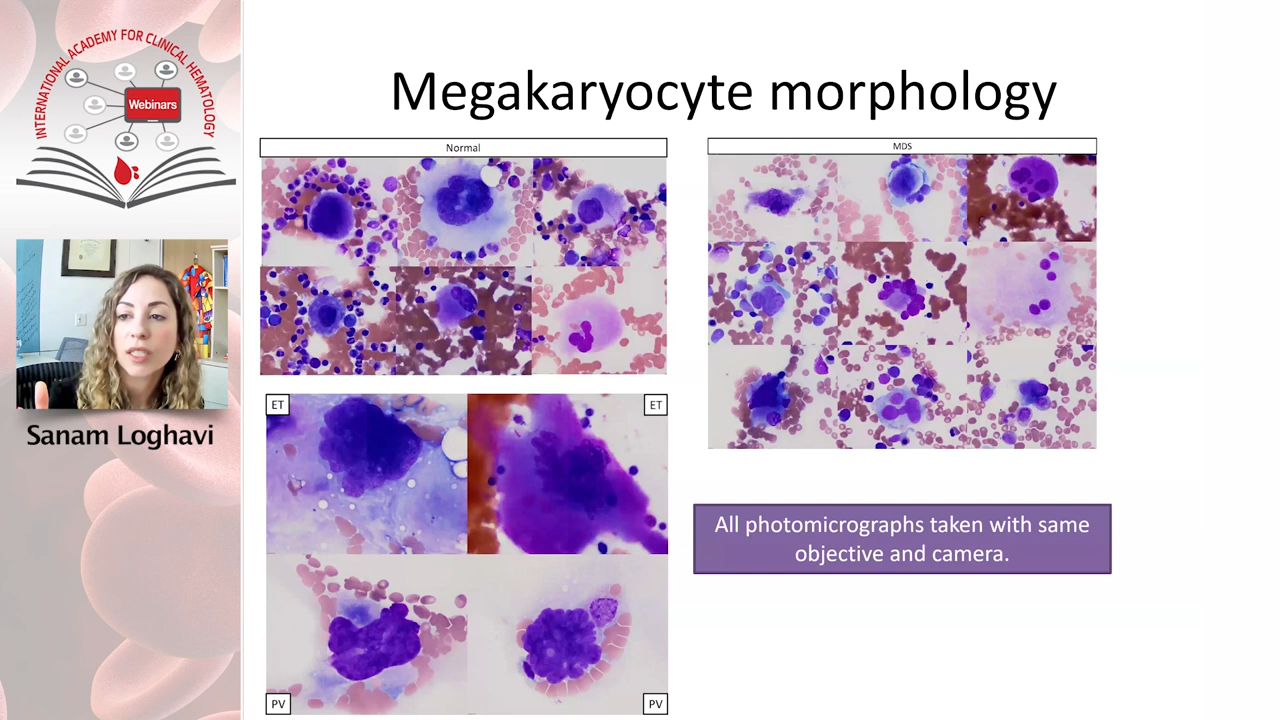 INTERNATIONAL ACADEMY FOR CLINICAL HEMATOLOGY
Webinars
Sanam Loghavi
Megakaryocyte morphology
Normal
MDS
ET
ET
PV
PV
All photomicrographs taken with same
objective and camera.